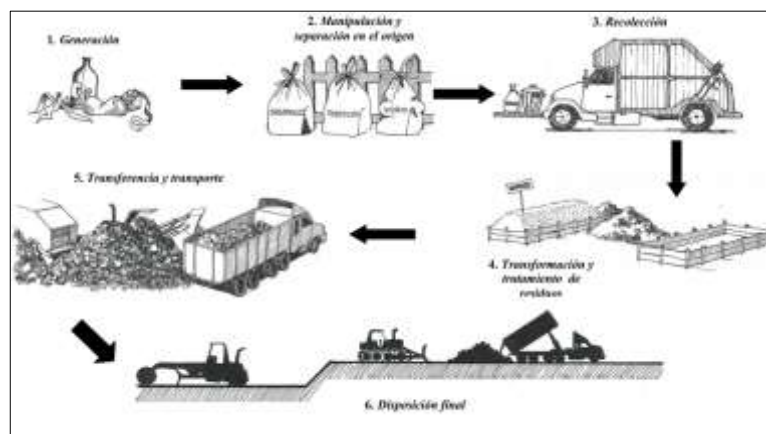 1. Generación
2. Manipulación y
separación en el origen
3. Recolección
4. Transformación y
tratamiento de
residuos
5. Transferencia y transporte
6. Disposición final